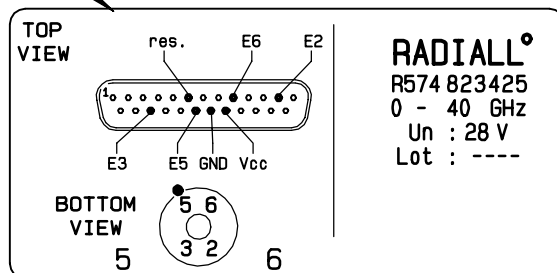 TOP
VIEW
res. E6 E2
1
E3 E5 GND Vcc
BOTTOM
VIEW
5 6
3 2
5 6
RADIALL°
R574 823425
0 - 40 GHz
Un : 28 V
Lot : ----